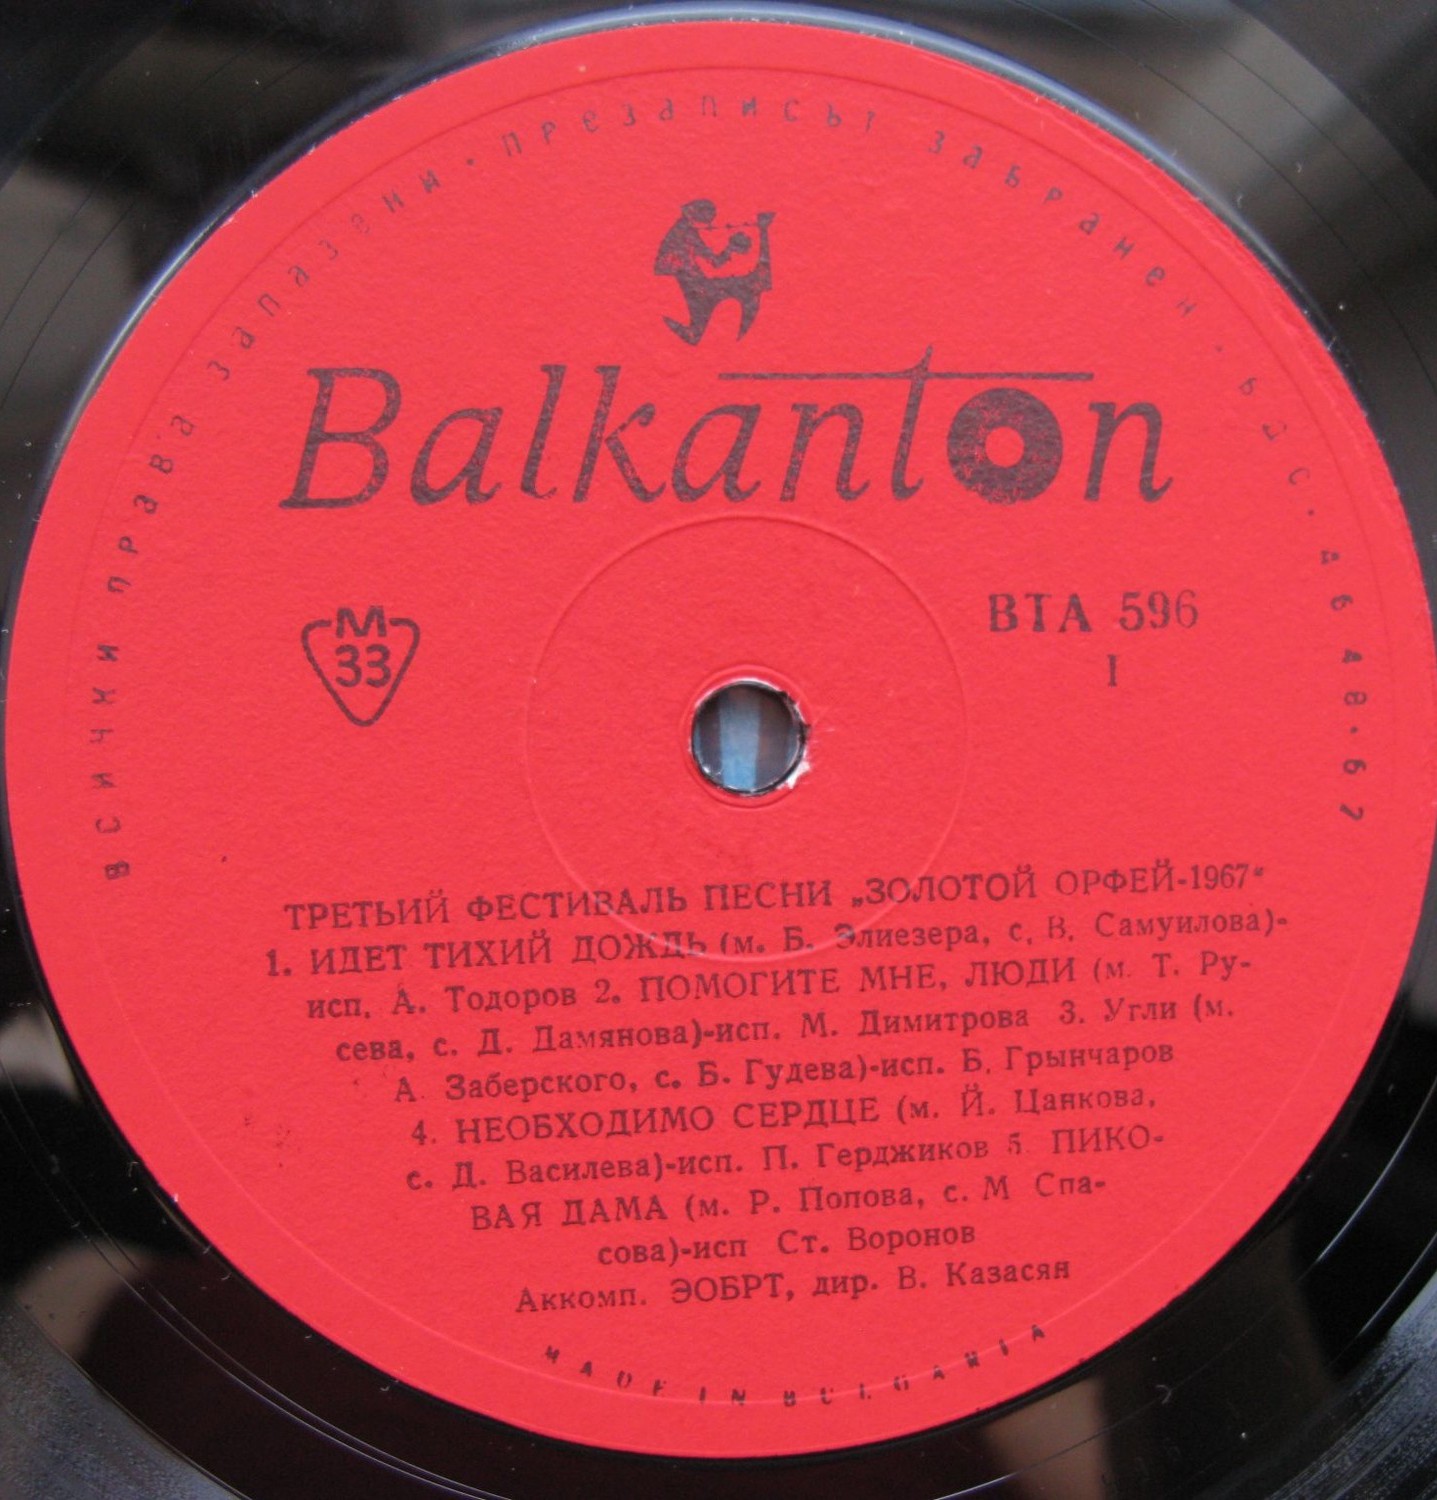 всички права запазени · презаписът забранен · бдс · 4648 · 67
Balkanton
М
33
ВТА 596
I
ТРЕТЬИЙ ФЕСТИВАЛЬ ПЕСНИ „ЗОЛОТОЙ ОРФЕЙ-1967“
1. ИДЕТ ТИХИЙ ДОЖДЬ (м. Б. Элиезера, с. В. Самуилова)-
исп. А. Тодоров 2. ПОМОГИТЕ МНЕ, ЛЮДИ (м. Т. Ру-
сева, с. Д. Дамянова)-исп. М. Димитрова 3. Угли (м.
А. Заберского, с. Б. Гудева)-исп. Б. Грынчаров
4. НЕОБХОДИМО СЕРДЦЕ (м. Й. Цанкова,
с. Д. Василева)-исп. П. Герджиков 5. ПИКО-
ВАЯ ДАМА (м. Р. Попова, с. М Спа-
сова)-исп Ст. Воронов
Аккомп. ЭОБРТ, дир. В. Казасян
MADE IN BULGARIA